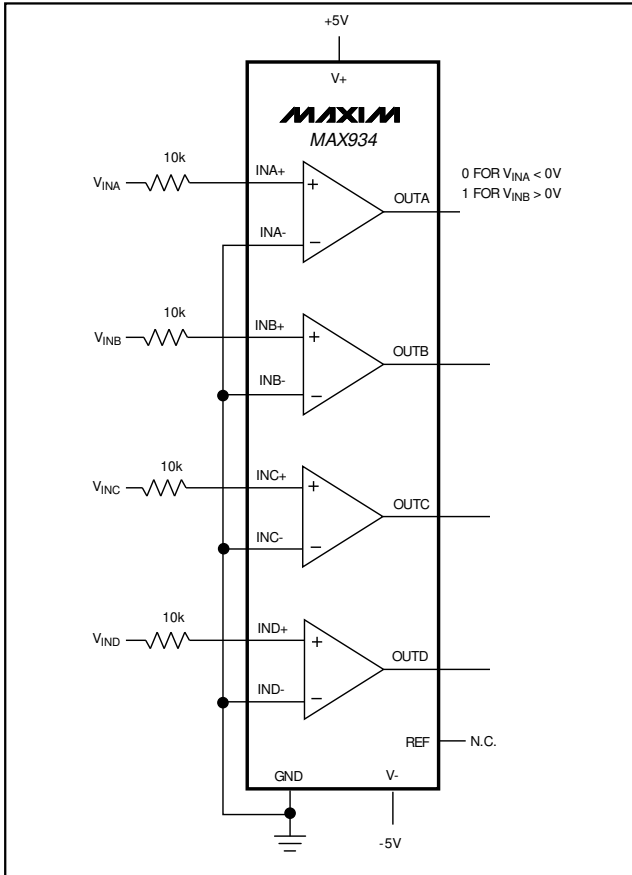 +5V
V+
MAXIM
MAX934
10k
VINA
INA+
+
OUTA
0 FOR VINA < 0V
1 FOR VINB > 0V
INA-
−
10k
VINB
INB+
+
OUTB
INB-
−
10k
VINC
INC+
+
OUTC
INC-
−
10k
VIND
IND+
+
OUTD
IND-
−
REF
N.C.
GND
V-
-5V